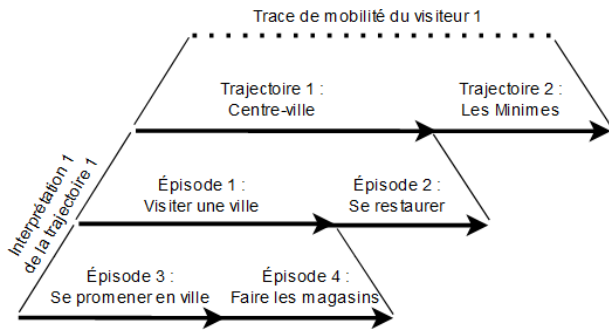 Trace de mobilité du visiteur 1
Trajectoire 1 :
Centre-ville
Trajectoire 2 :
Les Minimes
Interprétation 1
de la trajectoire 1
Épisode 1 :
Visiter une ville
Épisode 2 :
Se restaurer
Épisode 3 :
Se promener en ville
Épisode 4 :
Faire les magasins